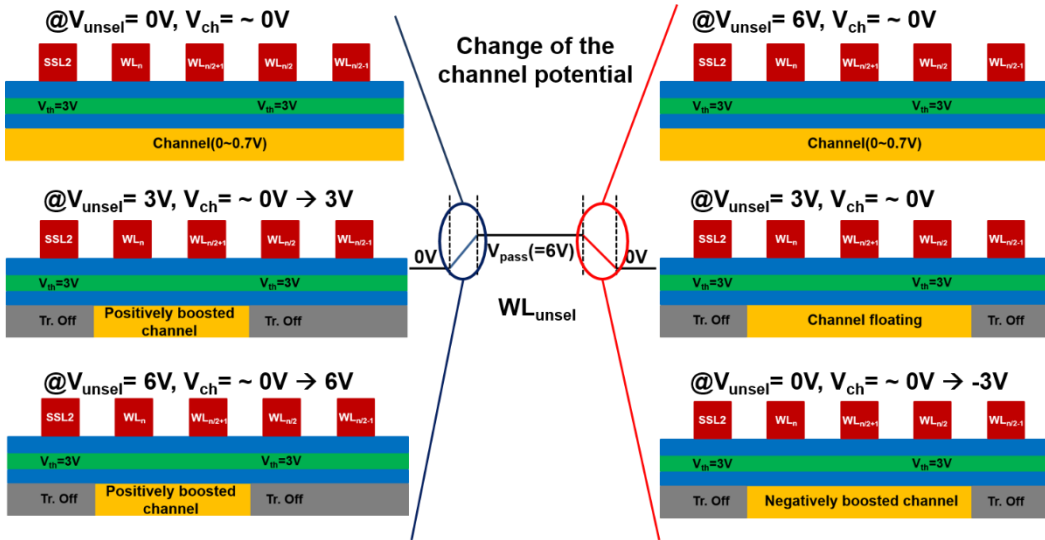 @Vunsel= 0V, Vch= ~ 0V
SSL2 WLn WLn/2+1 WLn/2 WLn/2-1
Vth=3V Vth=3V
Channel(0~0.7V)
@Vunsel= 3V, Vch= ~ 0V → 3V
SSL2 WLn WLn/2+1 WLn/2 WLn/2-1
Vth=3V Vth=3V
Tr. Off Positively boosted channel Tr. Off
@Vunsel= 6V, Vch= ~ 0V → 6V
SSL2 WLn WLn/2+1 WLn/2 WLn/2-1
Vth=3V Vth=3V
Tr. Off Positively boosted channel Tr. Off
Change of the
channel potential
0V Vpass(=6V) 0V
WLunsel
@Vunsel= 6V, Vch= ~ 0V
SSL2 WLn WLn/2+1 WLn/2 WLn/2-1
Vth=3V Vth=3V
Channel(0~0.7V)
@Vunsel= 3V, Vch= ~ 0V
SSL2 WLn WLn/2+1 WLn/2 WLn/2-1
Vth=3V Vth=3V
Tr. Off Channel floating Tr. Off
@Vunsel= 0V, Vch= ~ 0V → -3V
SSL2 WLn WLn/2+1 WLn/2 WLn/2-1
Vth=3V Vth=3V
Tr. Off Negatively boosted channel Tr. Off